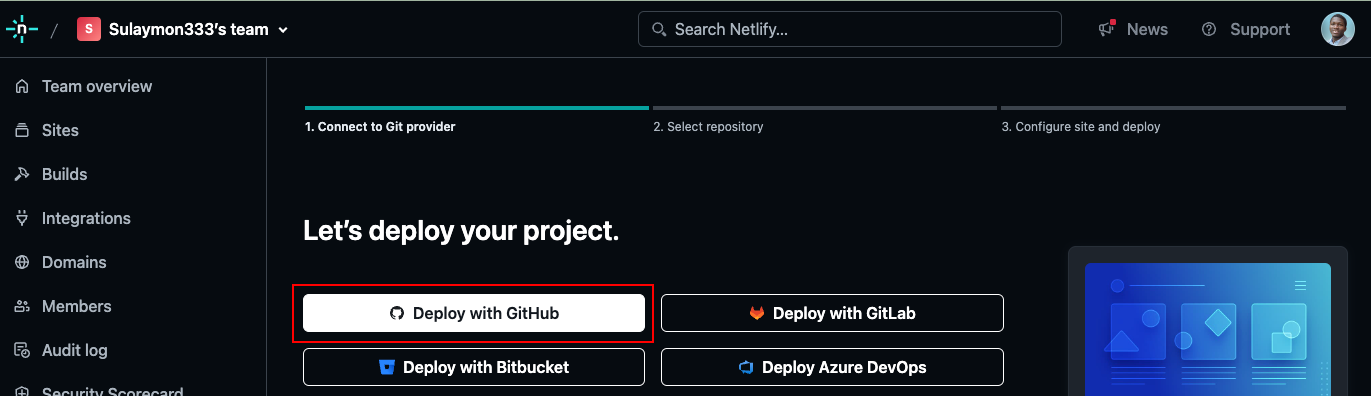 Sulaymon333's team
Search Netlify...
News
Support
Team overview
Sites
Builds
Integrations
Domains
Members
Audit log
Security Scorecard
1. Connect to Git provider
2. Select repository
3. Configure site and deploy
Let's deploy your project.
Deploy with GitHub
Deploy with GitLab
Deploy with Bitbucket
Deploy Azure DevOps